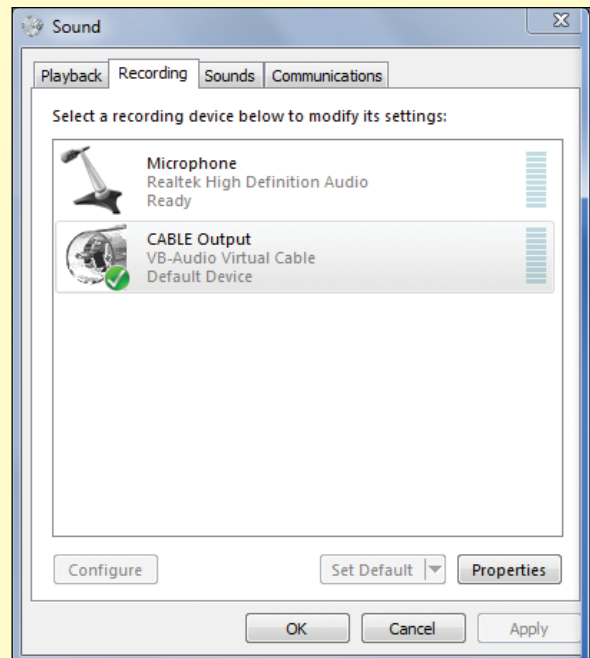 Sound
Playback Recording Sounds Communications
Select a recording device below to modify its settings:
Microphone
Realtek High Definition Audio
Ready
CABLE Output
VB-Audio Virtual Cable
Default Device
Configure Set Default Properties
OK Cancel Apply